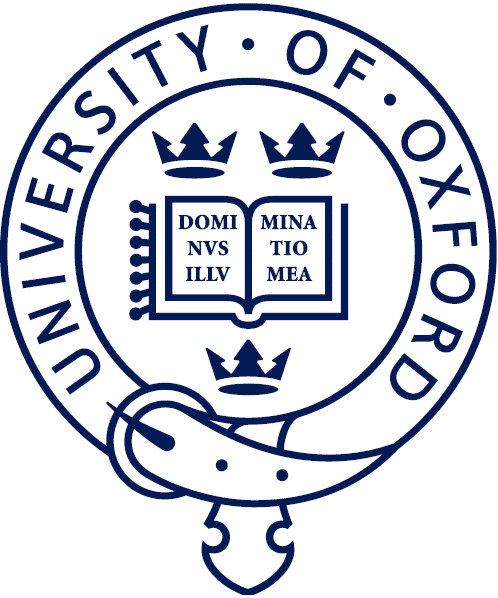 UNIVERSITY · OF · OXFORD
DOMI
NVS
ILLV
MINA
TIO
MEA